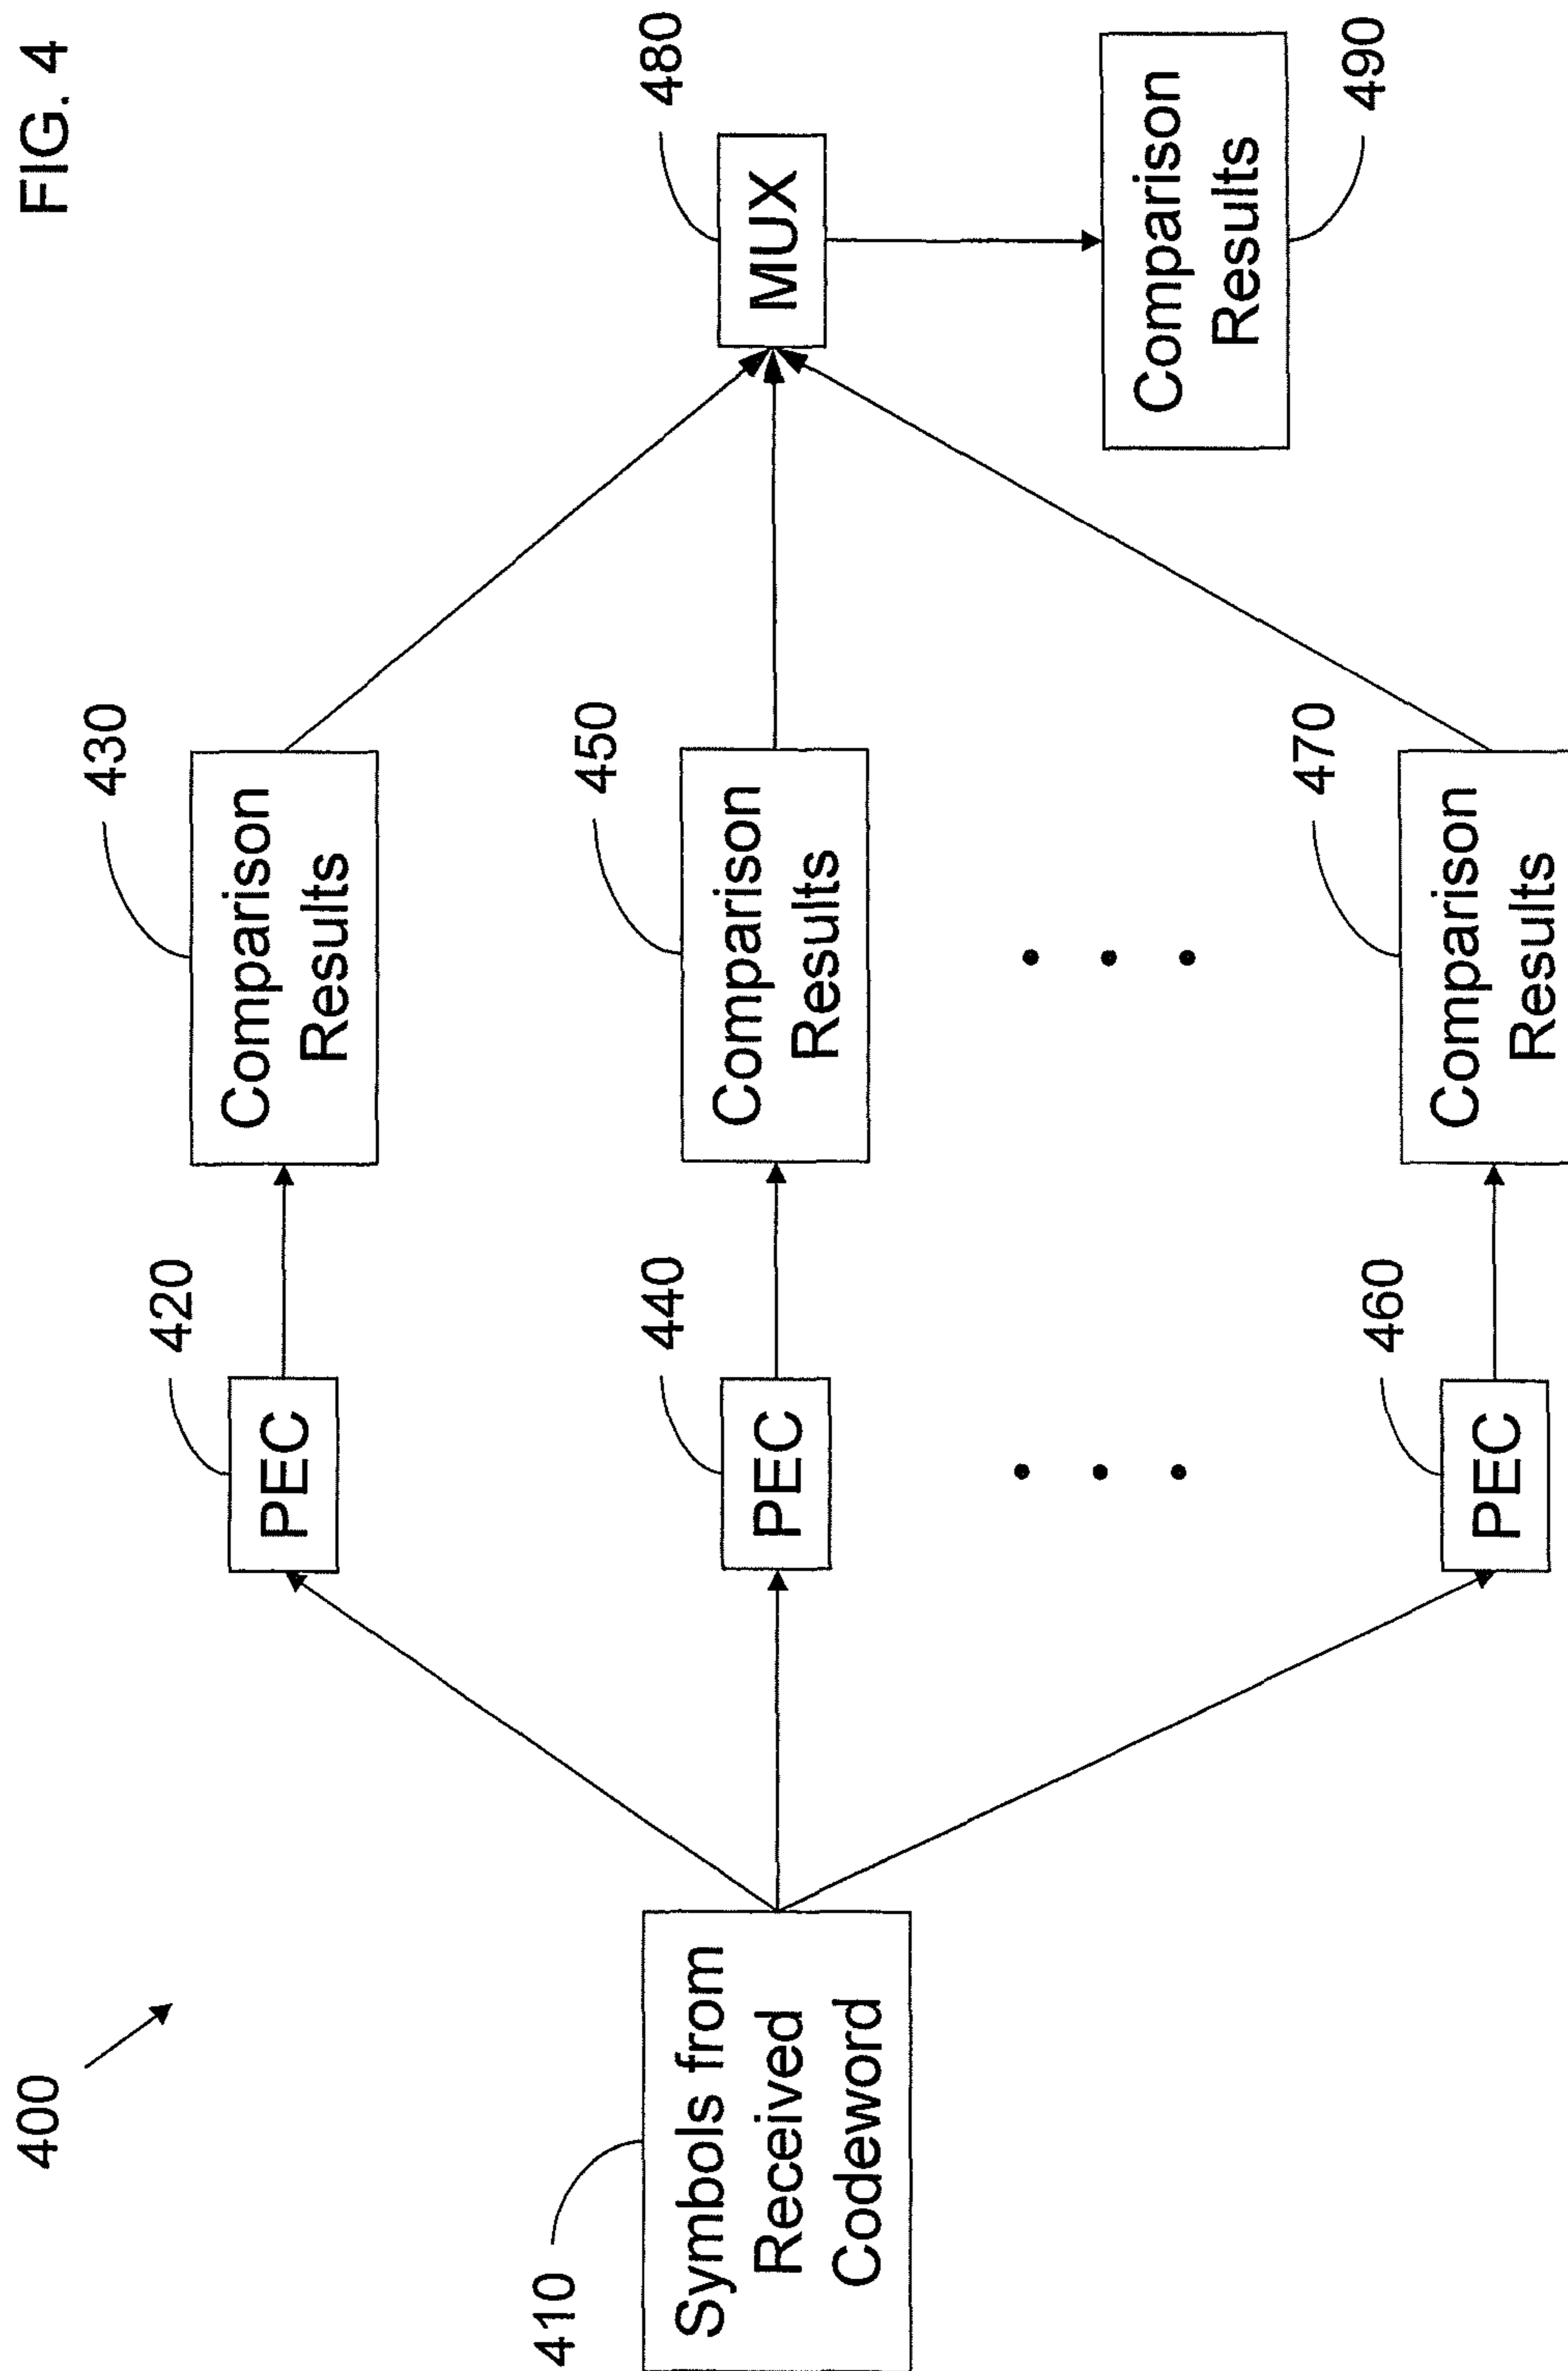 FIG. 4
400
410
Symbols from
Received
Codeword
420
PEC
430
Comparison
Results
440
PEC
450
Comparison
Results
460
PEC
470
Comparison
Results
480
MUX
Comparison
Results
490